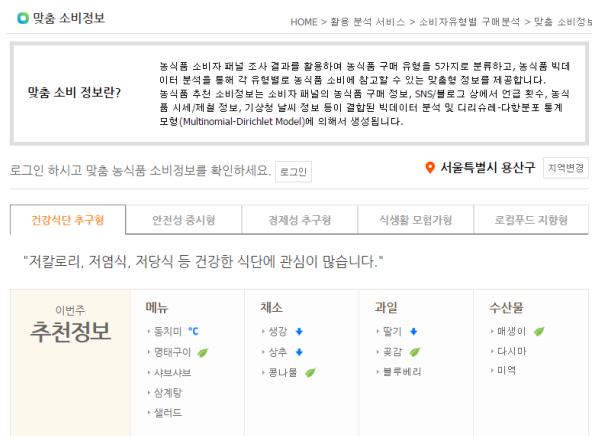 맞춤 소비정보
HOME > 활용 분석 서비스 > 소비자유형별 구매분석 > 맞춤 소비정보
맞춤 소비 정보란?
농식품 소비자 패널 조사 결과를 활용하여 농식품 구매 유형을 5가지로 분류하고, 농식품 빅데
이터 분석을 통해 각 유형별로 농식품 소비에 참고할 수 있는 맞춤형 정보를 제공합니다.
농식품 추천 소비정보는 소비자 패널의 농식품 구매 정보, SNS/블로그 상에서 언급 횟수, 농식
품 시세/제철 정보, 기상청 날씨 정보 등이 결합된 빅데이터 분석 및 디리슈레-다항분포 통계
모형(Multinomial-Dirichlet Model)에 의해서 생성됩니다.
로그인 하시고 맞춤 농식품 소비정보를 확인하세요. 로그인
서울특별시 용산구 지역변경
건강식단 추구형 안전성 중시형 경제성 추구형 식생활 모험가형 로컬푸드 지향형
"저칼로리, 저염식, 저당식 등 건강한 식단에 관심이 많습니다."
이번주
추천정보
메뉴
동치미 °C
명태구이
샤브샤브
삼계탕
샐러드
채소
생강
상추
콩나물
과일
딸기
곶감
블루베리
수산물
매생이
다시마
미역